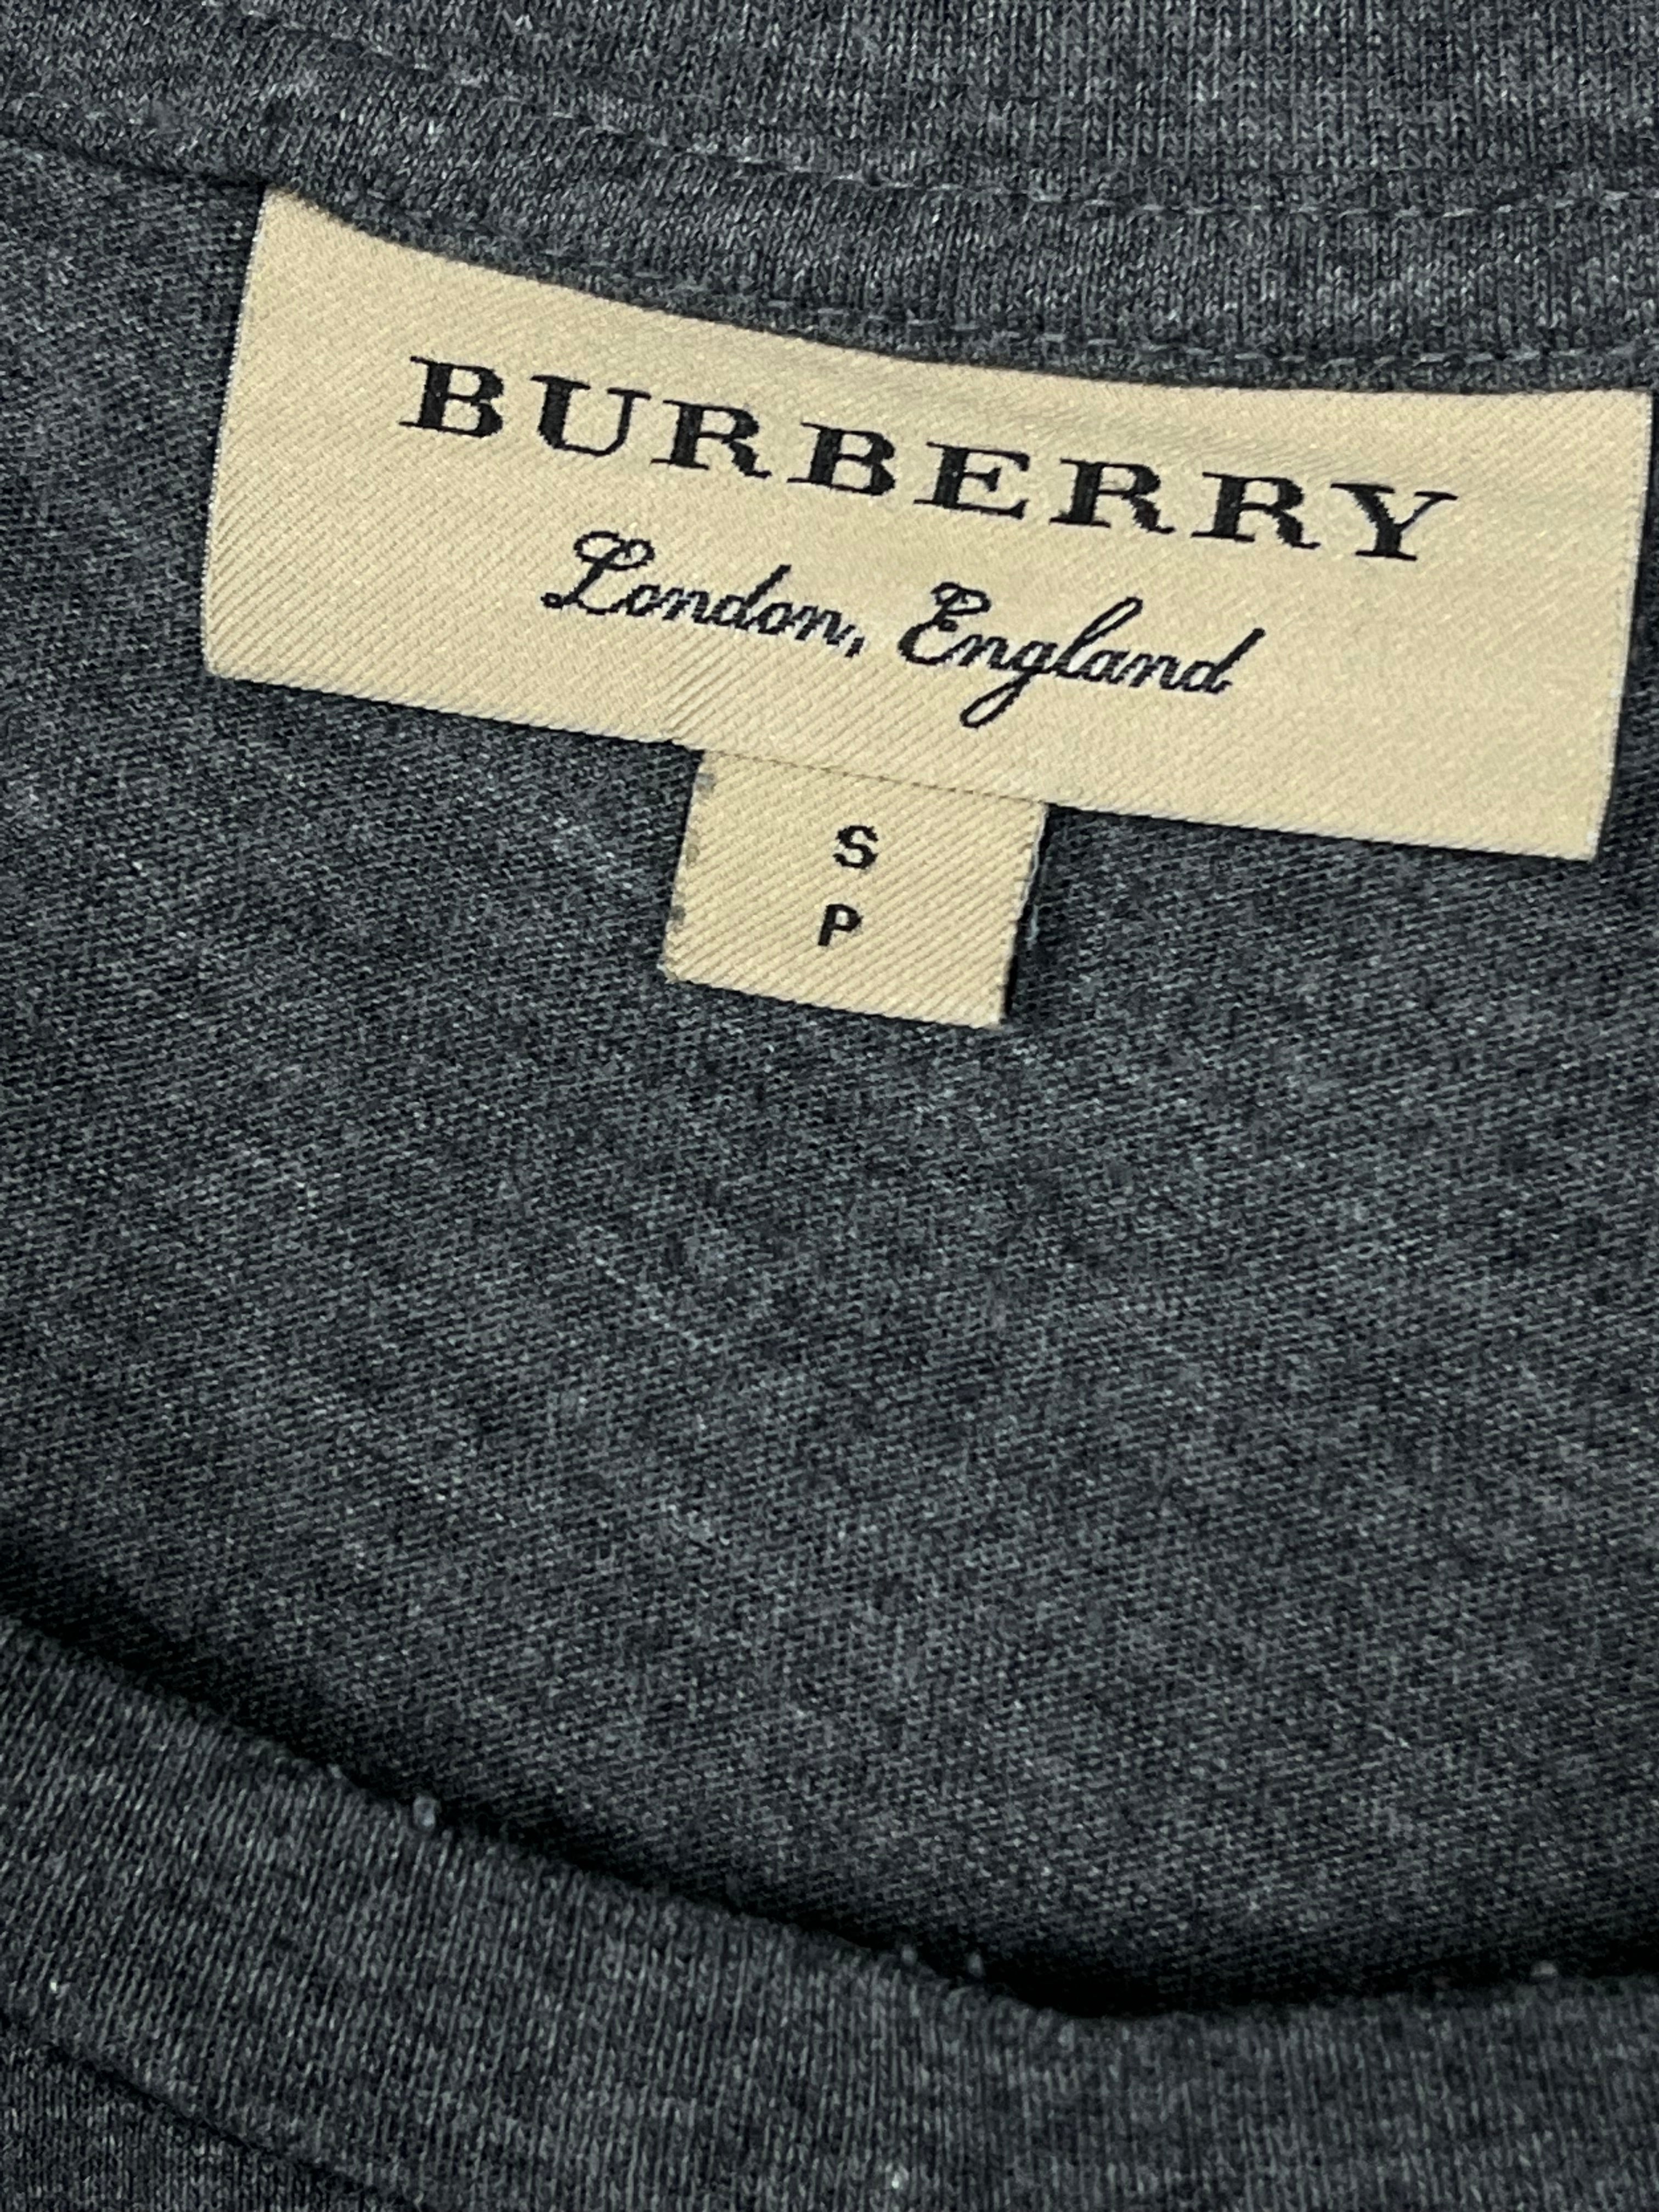 BURBERRY
London, England
S
P